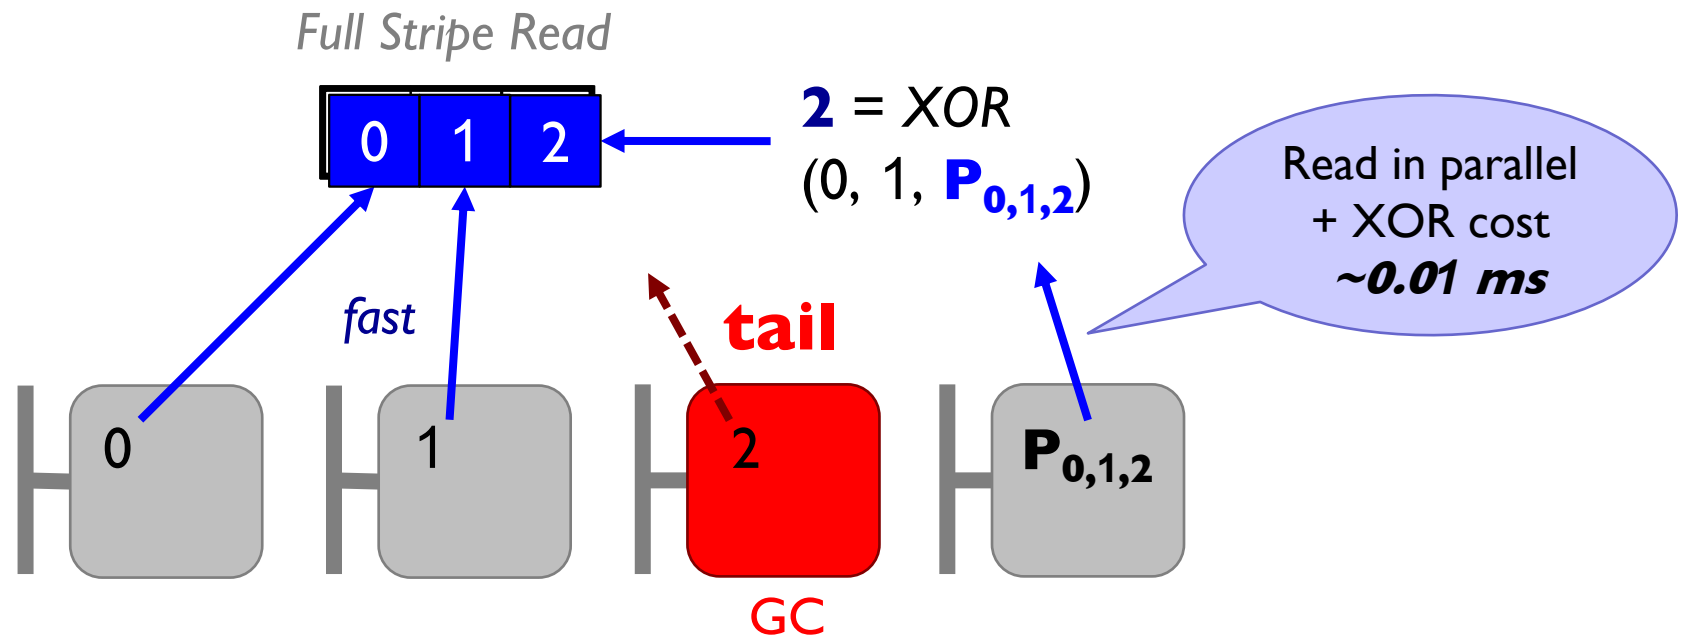 Full Stripe Read
0 1 2
2 = XOR
(0, 1, P0,1,2)
Read in parallel
+ XOR cost
~0.01 ms
fast
tail
0
1
2
P0,1,2
GC